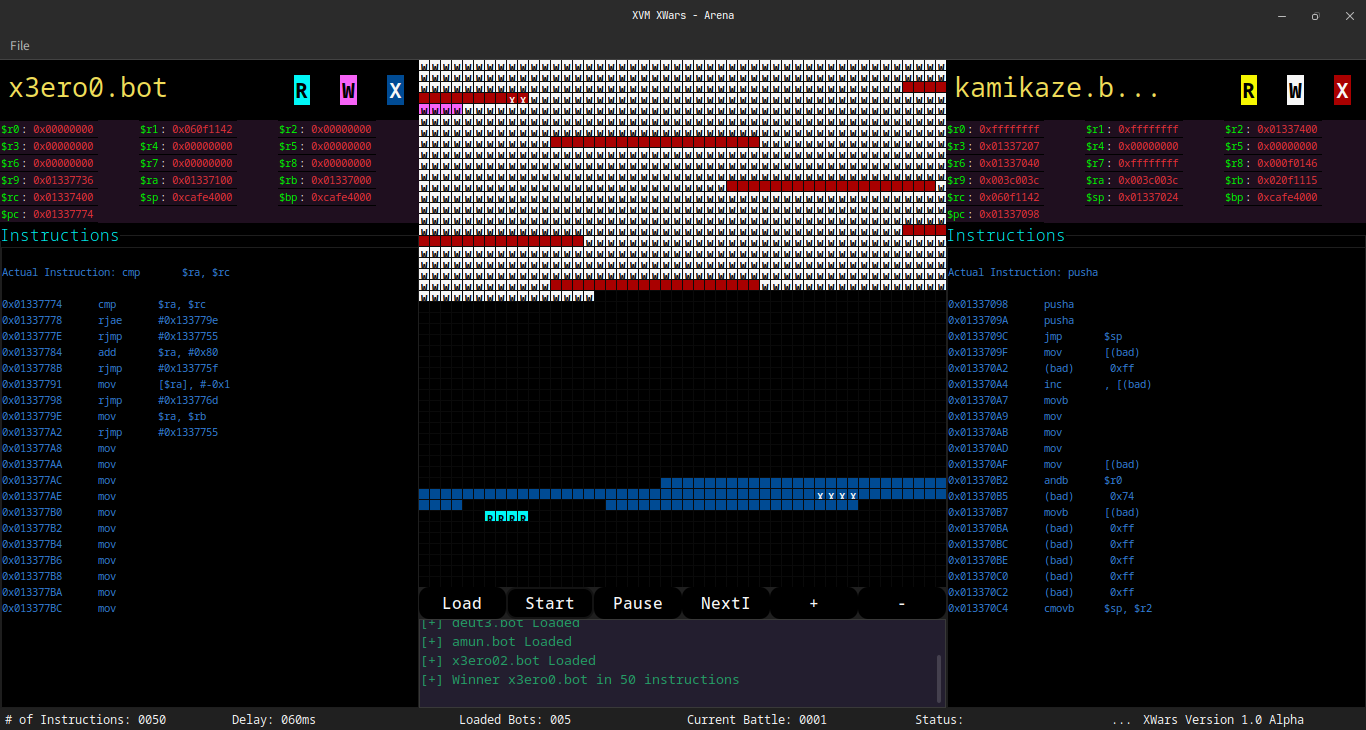 XVM XWars - Arena
File
x3ero0.bot R W X
$r0: 0x00000000 $r1: 0x060f1142 $r2: 0x00000000
$r3: 0x00000000 $r4: 0x00000000 $r5: 0x00000000
$r6: 0x00000000 $r7: 0x00000000 $r8: 0x00000000
$r9: 0x01337736 $ra: 0x01337100 $rb: 0x01337000
$rc: 0x01337400 $sp: 0xcafe4000 $bp: 0xcafe4000
$pc: 0x01337774
Instructions
Actual Instruction: cmp $ra, $rc
0x01337774 cmp $ra, $rc
0x01337778 rjae #0x133779e
0x0133777E rjmp #0x1337755
0x01337784 add $ra, #0x80
0x0133778B rjmp #0x133775f
0x01337791 mov [$ra], #-0x1
0x01337798 rjmp #0x133776d
0x0133779E mov $ra, $rb
0x013377A2 rjmp #0x1337755
0x013377A8 mov
0x013377AA mov
0x013377AC mov
0x013377AE mov
0x013377B0 mov
0x013377B2 mov
0x013377B4 mov
0x013377B6 mov
0x013377B8 mov
0x013377BA mov
0x013377BC mov
X X
X X X X
R R R R
Load Start Pause NextI + -
[+] deut3.bot Loaded
[+] amun.bot Loaded
[+] x3ero02.bot Loaded
[+] Winner x3ero0.bot in 50 instructions
kamikaze.b... R W X
$r0: 0xffffffff $r1: 0xffffffff $r2: 0x01337400
$r3: 0x01337207 $r4: 0x00000000 $r5: 0x00000000
$r6: 0x01337040 $r7: 0xffffffff $r8: 0x000f0146
$r9: 0x003c003c $ra: 0x003c003c $rb: 0x020f1115
$rc: 0x060f1142 $sp: 0x01337024 $bp: 0xcafe4000
$pc: 0x01337098
Instructions
Actual Instruction: pusha
0x01337098 pusha
0x0133709A pusha
0x0133709C jmp $sp
0x0133709F mov [(bad)
0x013370A2 (bad) 0xff
0x013370A4 inc , [(bad)
0x013370A7 movb
0x013370A9 mov
0x013370AB mov
0x013370AD mov
0x013370AF mov [(bad)
0x013370B2 andb $r0
0x013370B5 (bad) 0x74
0x013370B7 movb [(bad)
0x013370BA (bad) 0xff
0x013370BC (bad) 0xff
0x013370BE (bad) 0xff
0x013370C0 (bad) 0xff
0x013370C2 (bad) 0xff
0x013370C4 cmovb $sp, $r2
# of Instructions: 0050 Delay: 060ms Loaded Bots: 005 Current Battle: 0001 Status: ... XWars Version 1.0 Alpha